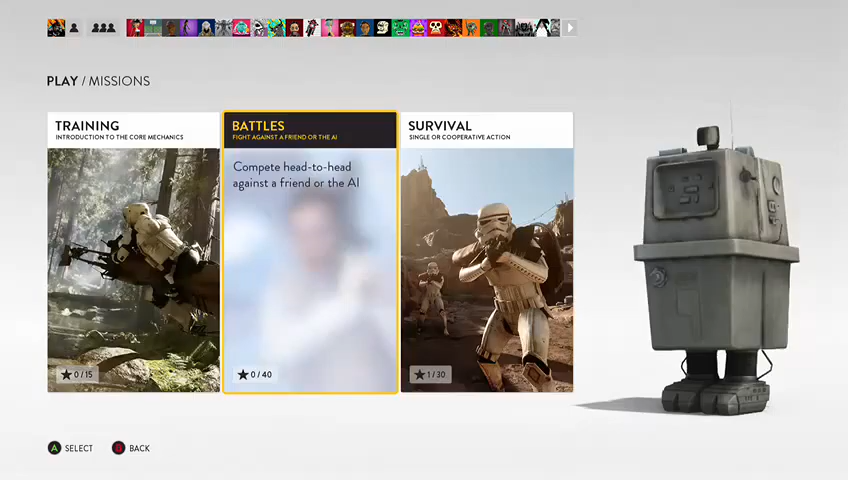 PLAY / MISSIONS
TRAINING
INTRODUCTION TO THE CORE MECHANICS
BATTLES
FIGHT AGAINST A FRIEND OR THE AI
SURVIVAL
SINGLE OR COOPERATIVE ACTION
Compete head-to-head
against a friend or the AI
0 / 15
0 / 40
1 / 30
A SELECT
B BACK